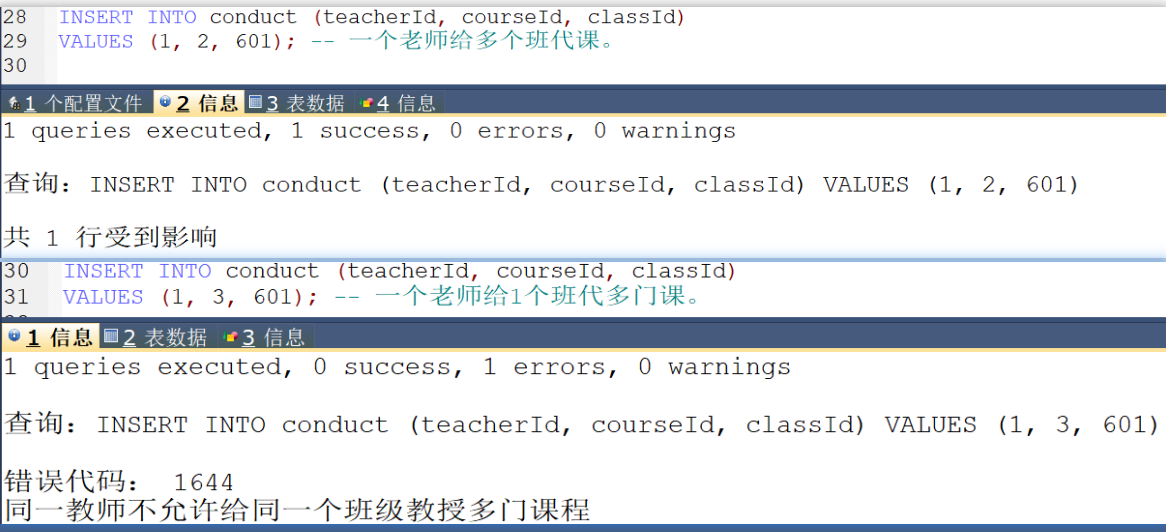 28 INSERT INTO conduct (teacherId, courseId, classId)
29 VALUES (1, 2, 601); -- 一个老师给多个班代课。
30
1 个配置文件 2 信息 3 表数据 4 信息
1 queries executed, 1 success, 0 errors, 0 warnings
查询: INSERT INTO conduct (teacherId, courseId, classId) VALUES (1, 2, 601)
共 1 行受到影响
30 INSERT INTO conduct (teacherId, courseId, classId)
31 VALUES (1, 3, 601); -- 一个老师给1个班代多门课。
1 信息 2 表数据 3 信息
1 queries executed, 0 success, 1 errors, 0 warnings
查询: INSERT INTO conduct (teacherId, courseId, classId) VALUES (1, 3, 601)
错误代码: 1644
同一教师不允许给同一个班级教授多门课程